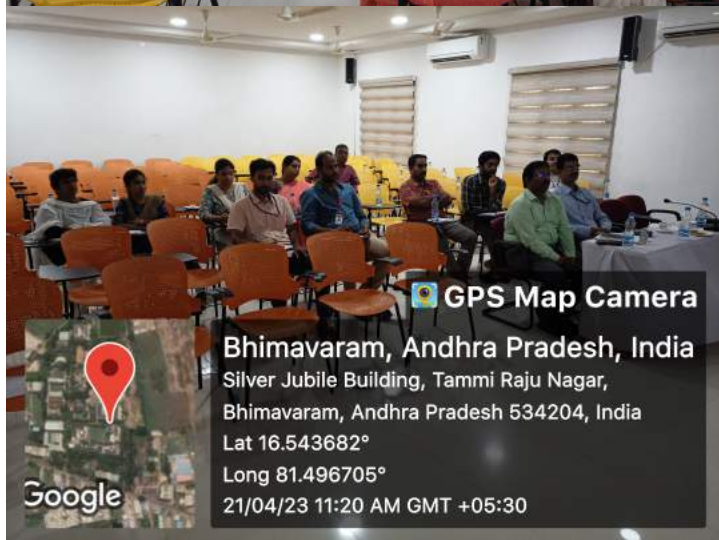 GPS Map Camera
Bhimavaram, Andhra Pradesh, India
Silver Jubile Building, Tammi Raju Nagar,
Bhimavaram, Andhra Pradesh 534204, India
Lat 16.543682°
Long 81.496705°
21/04/23 11:20 AM GMT +05:30
Google